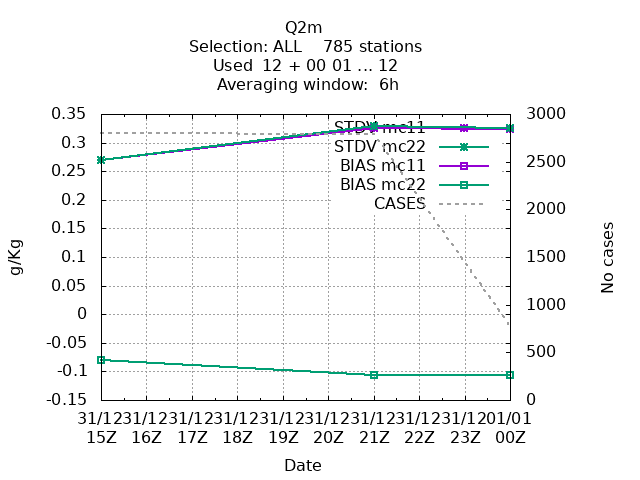 Q2m
Selection: ALL    785 stations
Used  12 + 00 01 ... 12
Averaging window:  6h
0.35
0.3
0.25
0.2
0.15
0.1
0.05
0
-0.05
-0.1
-0.15
3000
2500
2000
1500
1000
500
0
g/Kg
No cases
STDV mc11
STDV mc22
BIAS mc11
BIAS mc22
CASES
31/12 31/12 31/12 31/12 31/12 31/12 31/12 31/12 31/12 01/01
15Z 16Z 17Z 18Z 19Z 20Z 21Z 22Z 23Z 00Z
Date